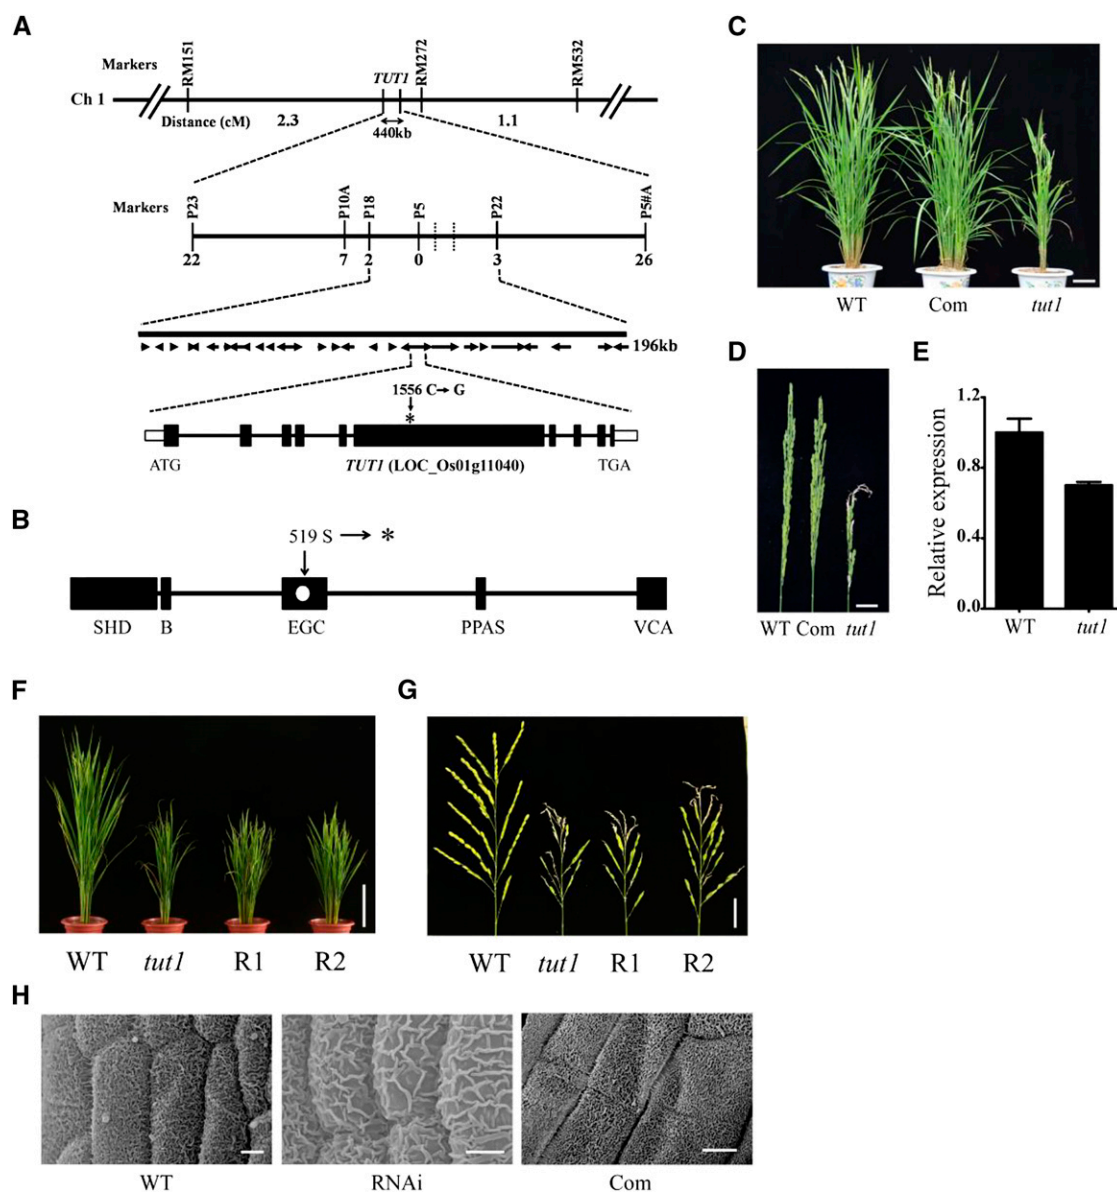 A
Markers
RM151
TUT1
RM272
RM532
Ch 1
Distance (cM)
2.3
440kb
1.1
Markers
P23
P10A
P18
P5
P22
P5#A
22
7
2
0
3
26
196kb
1556 C→ G
*
ATG
TUT1 (LOC_Os01g11040)
TGA
B
519 S → *
SHD
B
EGC
PPAS
VCA
C
WT
Com
tut1
D
WT Com tut1
E
Relative expression
1.2
0.8
0.4
0.0
WT
tut1
F
WT
tut1
R1
R2
G
WT
tut1
R1
R2
H
WT
RNAi
Com